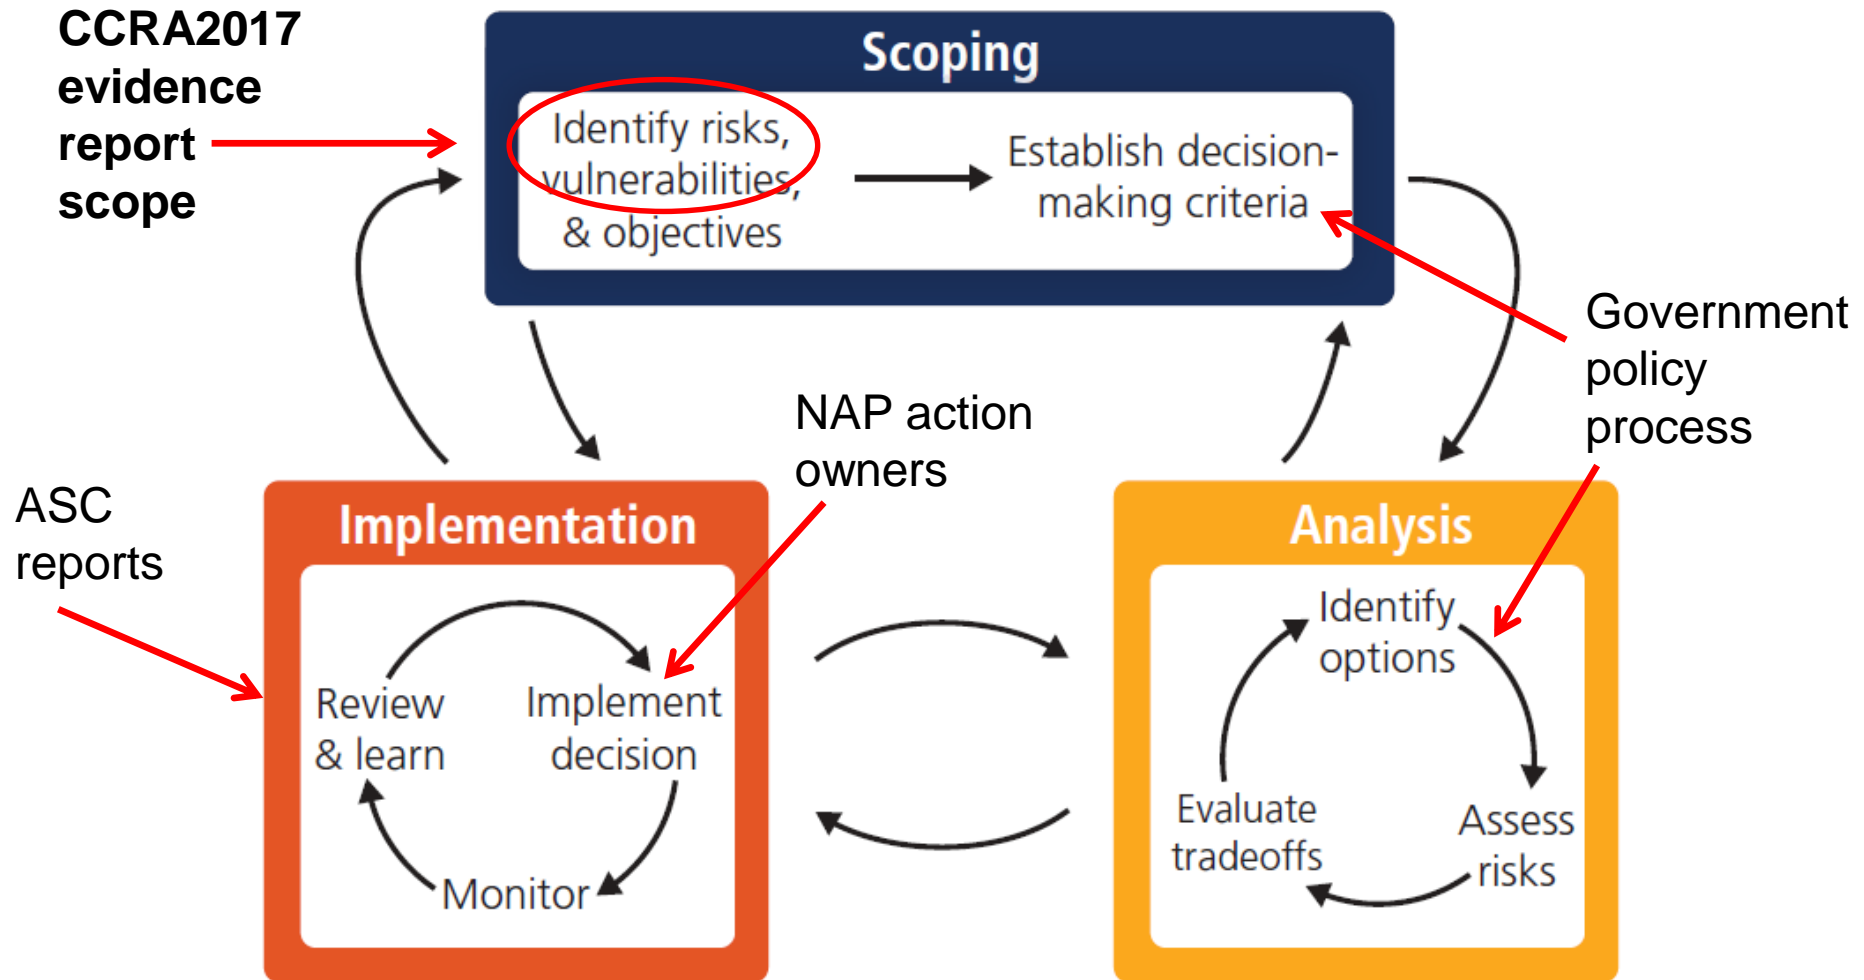 CCRA2017
evidence
report
scope
Scoping
Identify risks,
vulnerabilities,
& objectives
Establish decision-
making criteria
Government
policy
process
NAP action
owners
ASC
reports
Implementation
Review
& learn
Implement
decision
Monitor
Analysis
Identify
options
Evaluate
tradeoffs
Assess
risks